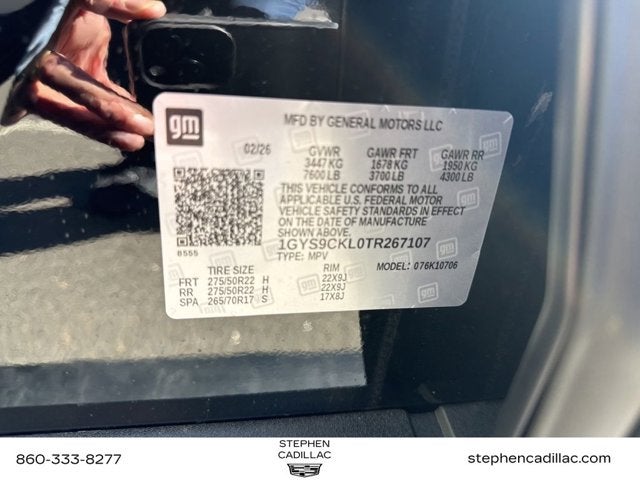 gm
MFD BY GENERAL MOTORS LLC
02/26 GVWR GAWR FRT GAWR RR
3447 KG 1678 KG 1950 KG
7600 LB 3700 LB 4300 LB
THIS VEHICLE CONFORMS TO ALL
APPLICABLE U.S. FEDERAL MOTOR
VEHICLE SAFETY STANDARDS IN EFFECT
ON THE DATE OF MANUFACTURE
SHOWN ABOVE.
8555
1GYS9CKL0TR267107
TYPE: MPV MODEL: 076K10706
TIRE SIZE RIM
FRT 275/50R22 H 22X9J
RR 275/50R22 H 22X9J
SPA 265/70R17 S 17X8J
860-333-8277
STEPHEN
CADILLAC
stephencadillac.com